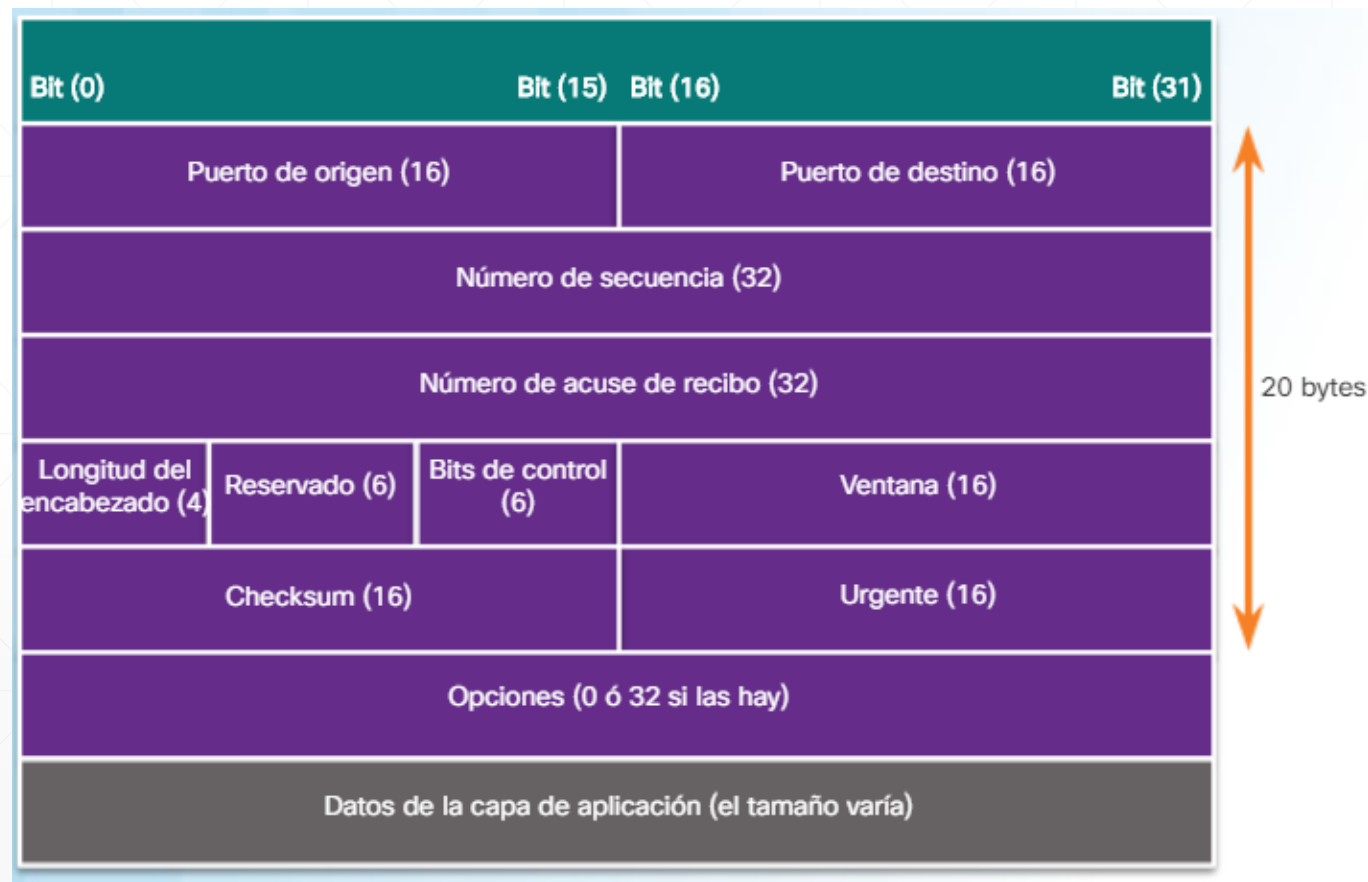 Bit (0) Bit (15) Bit (16) Bit (31)
Puerto de origen (16) Puerto de destino (16)
Número de secuencia (32)
Número de acuse de recibo (32)
20 bytes
Longitud del
encabezado (4)
Reservado (6)
Bits de control
(6)
Ventana (16)
Checksum (16) Urgente (16)
Opciones (0 ó 32 si las hay)
Datos de la capa de aplicación (el tamaño varía)